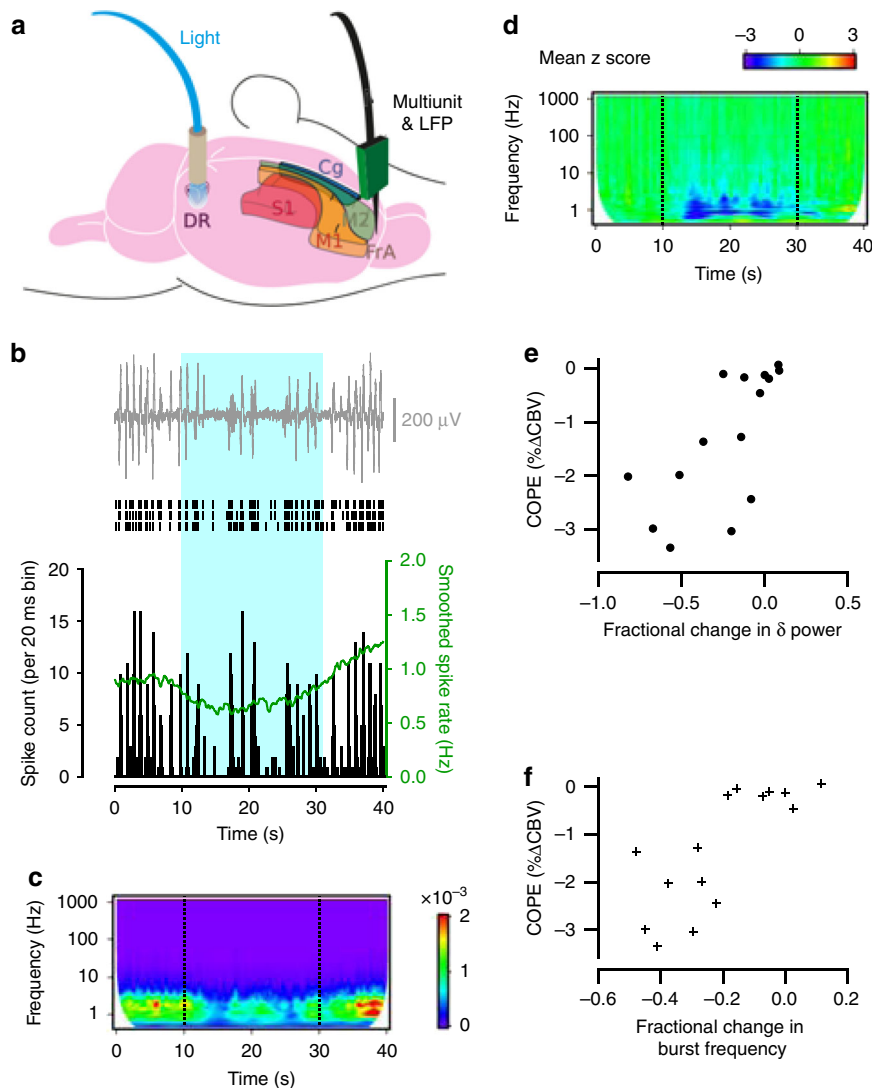 a
Light
Multiunit
& LFP
Cg
S1
M2
M1
FrA
DR
b
200 μV
Spike count (per 20 ms bin)
20
15
10
5
0
2.0
1.5
1.0
0.5
0.0
Smoothed spike rate (Hz)
0 10 20 30 40
Time (s)
c
×10⁻³
2
1
0
Frequency (Hz)
1000
100
10
1
0 10 20 30 40
Time (s)
d
−3 0 3
Mean z score
Frequency (Hz)
1000
100
10
1
0 10 20 30 40
Time (s)
e
COPE (%ΔCBV)
0
−1
−2
−3
−1.0 −0.5 0.0 0.5
Fractional change in δ power
f
COPE (%ΔCBV)
0
−1
−2
−3
−0.6 −0.4 −0.2 0.0 0.2
Fractional change in
burst frequency